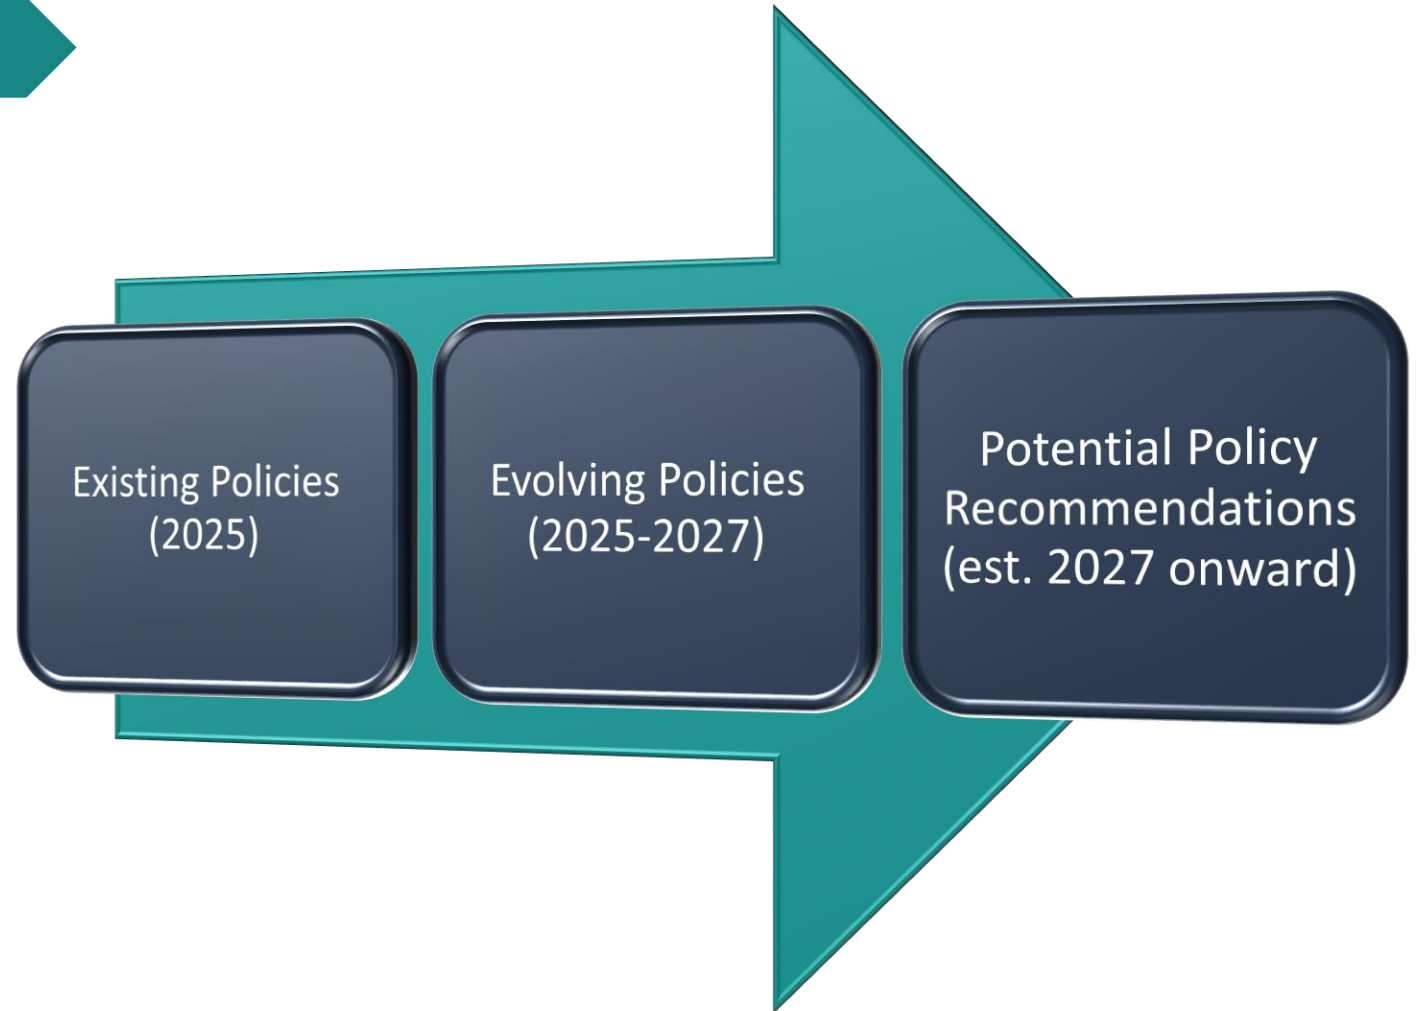 Existing Policies
(2025)
Evolving Policies
(2025-2027)
Potential Policy
Recommendations
(est. 2027 onward)